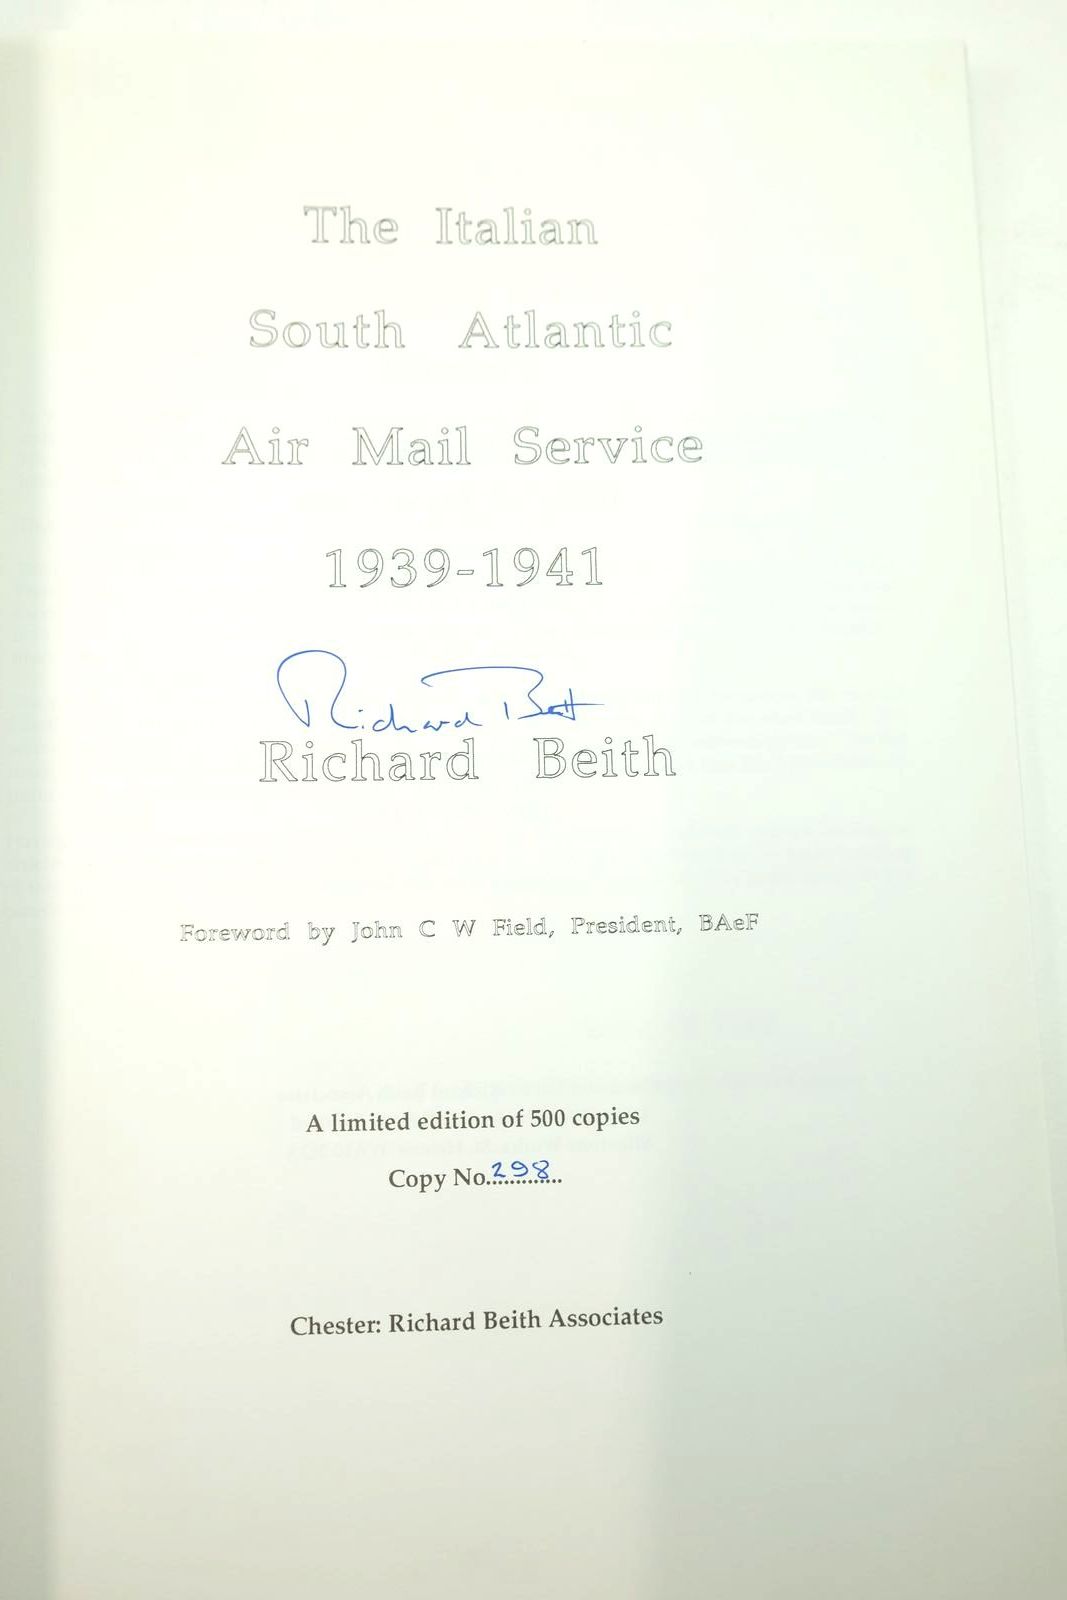 The Italian
South Atlantic
Air Mail Service
1939-1941
Richard Beith
Richard Beith
Foreword by John C W Field, President, BAeF
A limited edition of 500 copies
Copy No.298
Chester: Richard Beith Associates